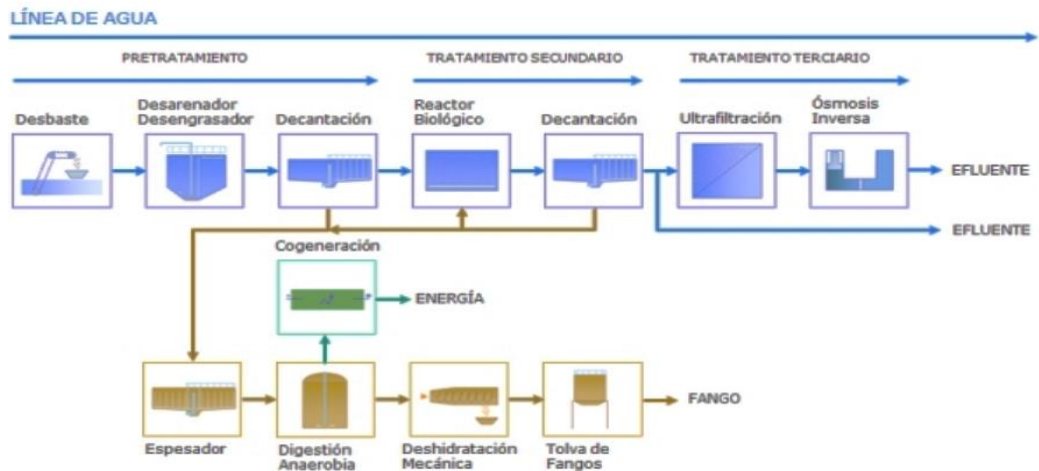 LÍNEA DE AGUA
PRETRATAMIENTO
TRATAMIENTO SECUNDARIO
TRATAMIENTO TERCIARIO
Desbaste
Desarenador
Desengrasador
Decantación
Reactor
Biológico
Decantación
Ultrafiltración
Ósmosis
Inversa
EFLUENTE
EFLUENTE
Cogeneración
ENERGÍA
Espesador
Digestión
Anaerobia
Deshidratación
Mecánica
Tolva de
Fangos
FANGO